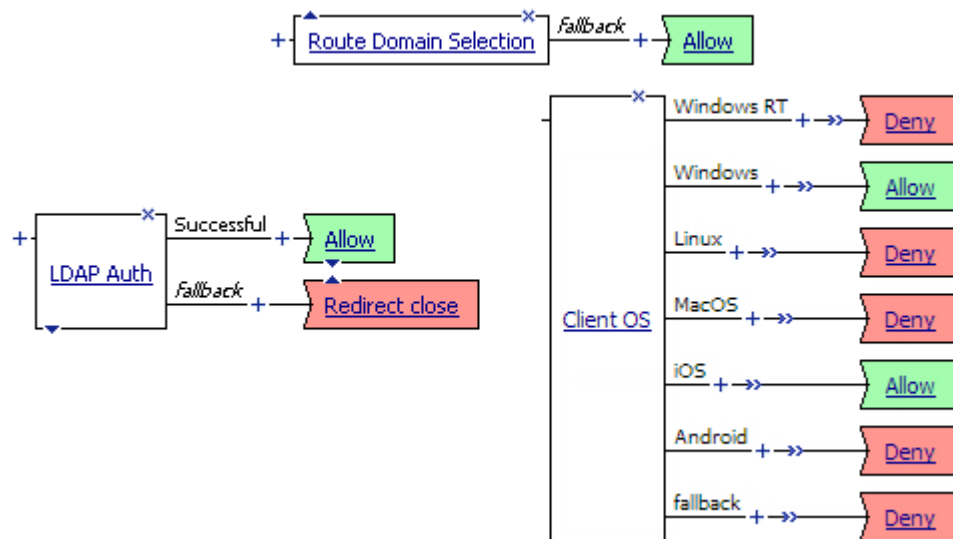 Route Domain Selection fallback Allow
Windows RT Deny
Windows Allow
Linux Deny
MacOS Deny
iOS Allow
Android Deny
fallback Deny
Client OS
Successful Allow
LDAP Auth
fallback Redirect close